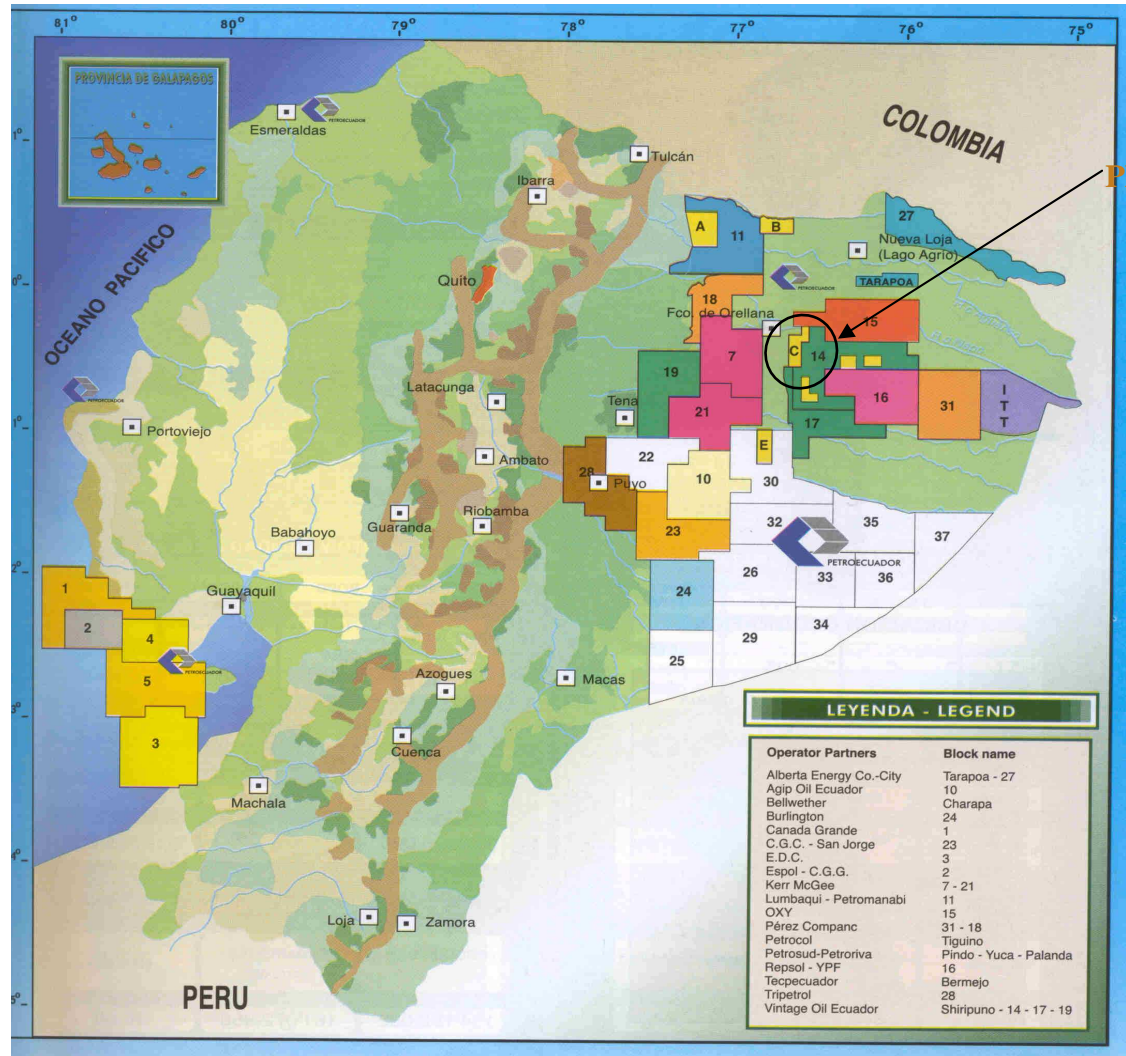 81° 80° 79° 78° 77° 76° 75°
PROVINCIA DE GALAPAGOS
PETROECUADOR
Esmeraldas
1°
COLOMBIA
Tulcán
P
Ibarra
A
11
B
27
Nueva Loja
(Lago Agrio)
OCEANO PACIFICO
0°
Quito
PETROECUADOR
TARAPOA
18
Fco. de Orellana
15
C
14
7
19
Latacunga
PETROECUADOR
Tena
21
16
31
I
T
T
1°
Portoviejo
17
E
Ambato
22
28
Puyo
10
30
Guaranda
Riobamba
Babahoyo
23
32
35
37
PETROECUADOR
2°
1
Guayaquil
24
26
33
36
2
4
29
34
PETROECUADOR
5
25
Azogues
Macas
3°
3
Cuenca
Machala
4°
Loja
Zamora
PERU
5°
LEYENDA - LEGEND
Operator Partners Block name
Alberta Energy Co.-City Tarapoa - 27
Agip Oil Ecuador 10
Bellwether Charapa
Burlington 24
Canada Grande 1
C.G.C. - San Jorge 23
E.D.C. 3
Espol - C.G.G. 2
Kerr McGee 7 - 21
Lumbaqui - Petromanabi 11
OXY 15
Pérez Companc 31 - 18
Petrocol Tiguino
Petrosud-Petroriva Pindo - Yuca - Palanda
Repsol - YPF 16
Tecpecuador Bermejo
Tripetrol 28
Vintage Oil Ecuador Shiripuno - 14 - 17 - 19